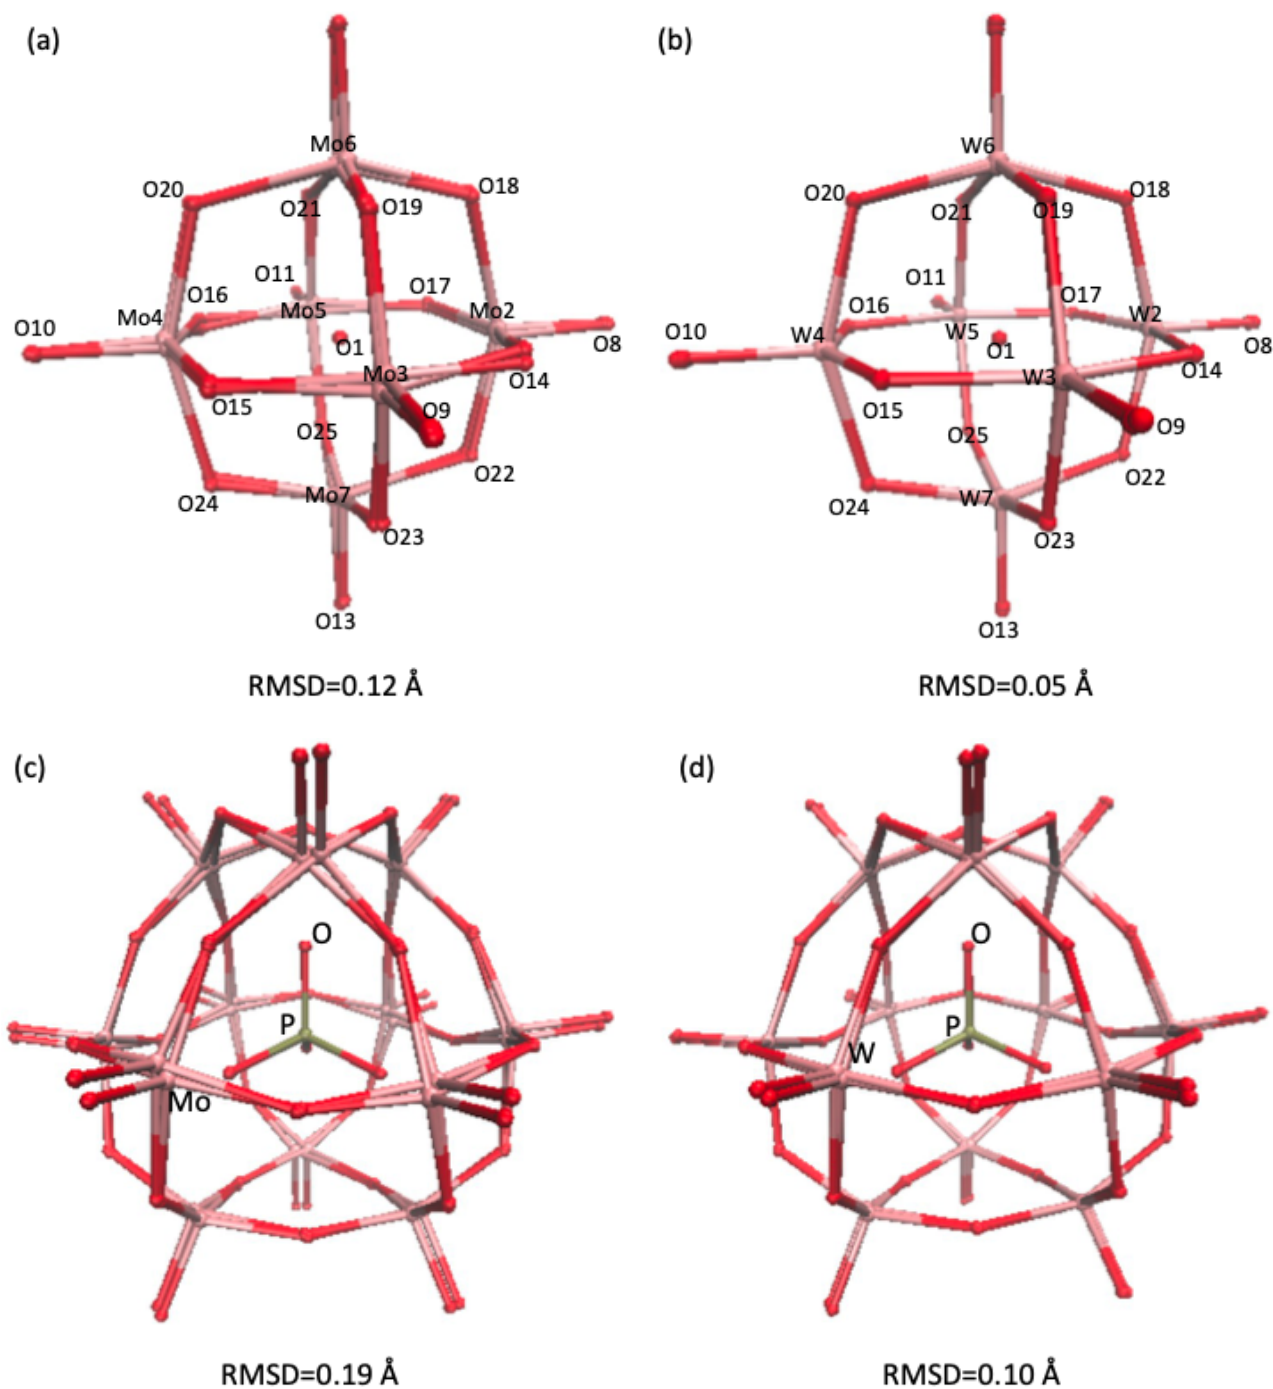 (a)
Mo6
O20
O18
O21
O19
O11
O17
O16
Mo5
Mo2
Mo4
O10
O1
O8
Mo3
O14
O15
O9
O25
O22
O24
Mo7
O23
O13
RMSD=0.12 Å
(b)
W6
O20
O18
O21
O19
O11
O17
O16
W2
W5
O10
W4
O1
O8
W3
O14
O15
O9
O25
O22
O24
W7
O23
O13
RMSD=0.05 Å
(c)
O
P
Mo
RMSD=0.19 Å
(d)
O
P
W
RMSD=0.10 Å